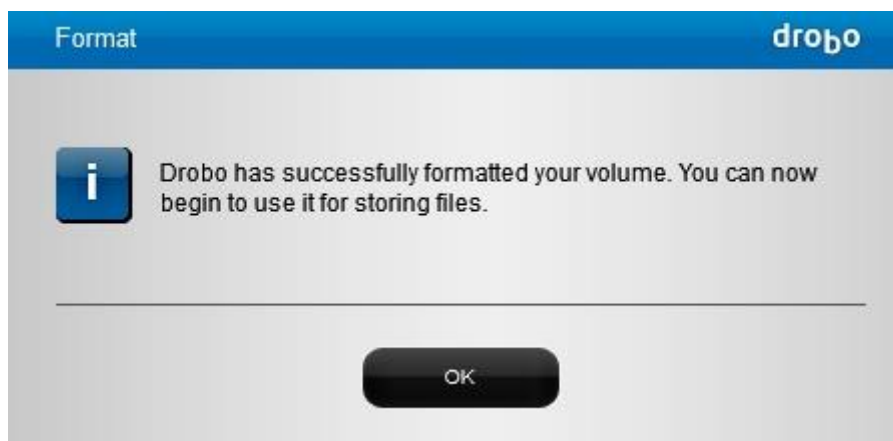 Format
drobo
i
Drobo has successfully formatted your volume. You can now
begin to use it for storing files.
OK